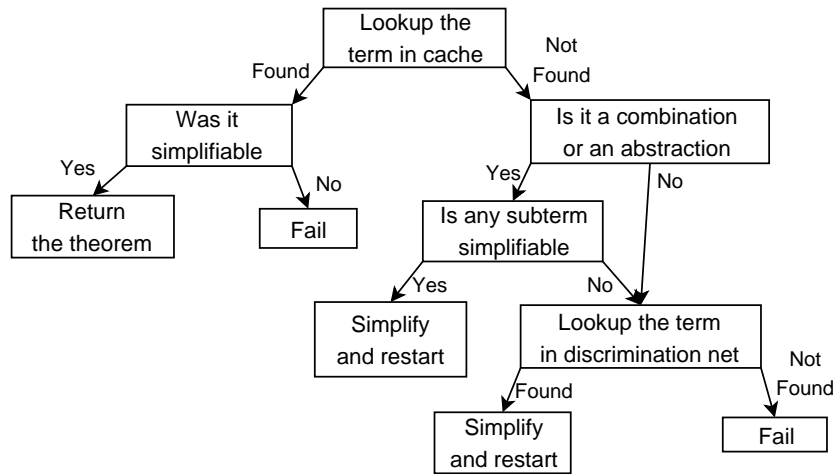 Lookup the
term in cache
Found
Not
Found
Was it
simplifiable
Is it a combination
or an abstraction
Yes
No
Yes
No
Return
the theorem
Fail
Is any subterm
simplifiable
Yes
No
Simplify
and restart
Lookup the term
in discrimination net
Found
Not
Found
Simplify
and restart
Fail